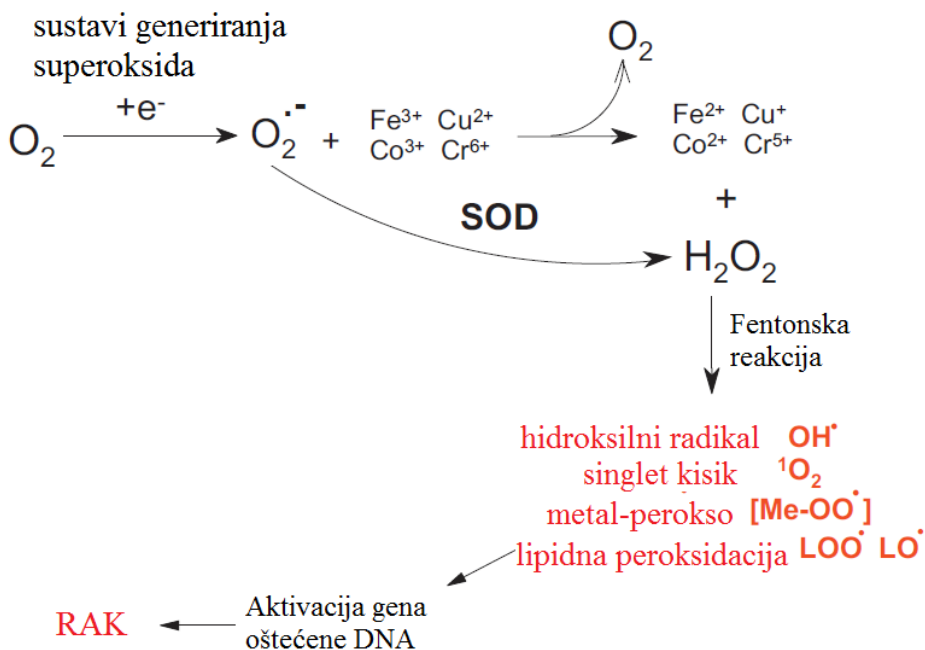 sustavi generiranja
superoksida
O₂
+e⁻
O₂
O₂·⁻
+
Fe³⁺ Cu²⁺
Co³⁺ Cr⁶⁺
Fe²⁺ Cu⁺
Co²⁺ Cr⁵⁺
+
SOD
H₂O₂
Fentonska
reakcija
hidroksilni radikal OH•
singlet kisik ¹O₂
metal-perokso [Me-OO•]
lipidna peroksidacija LOO• LO•
Aktivacija gena
oštećene DNA
RAK